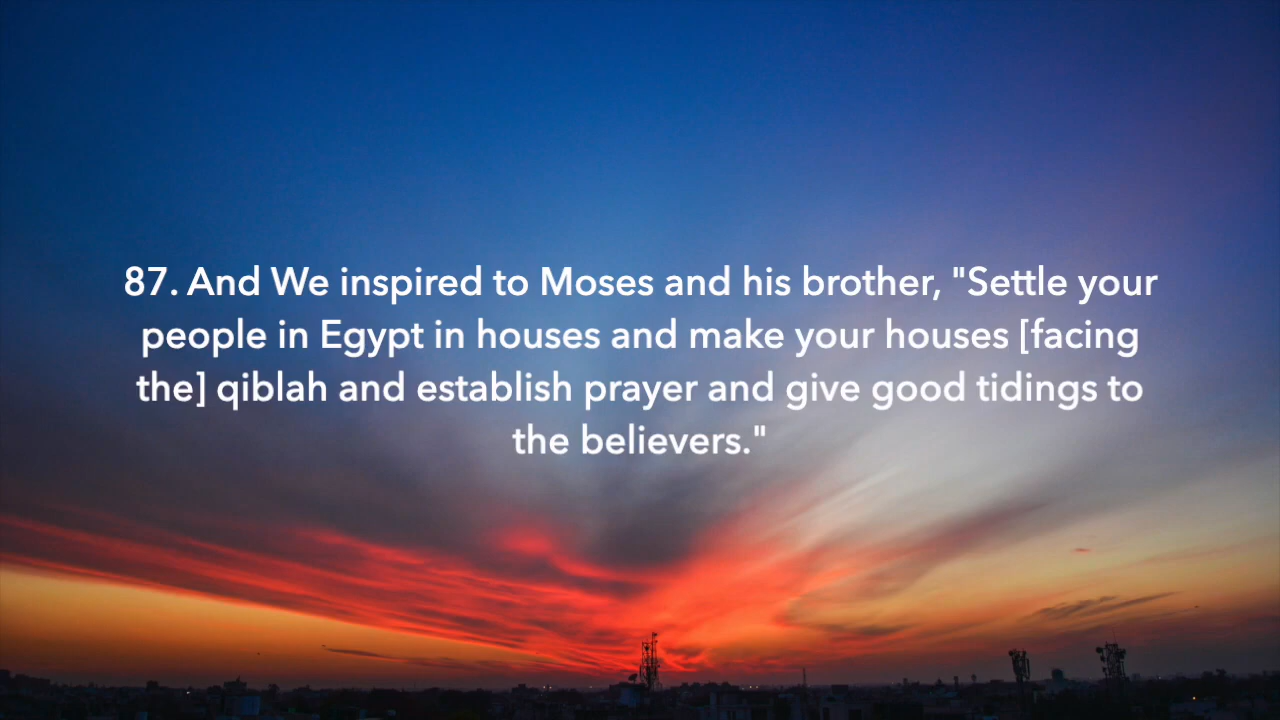 87. And We inspired to Moses and his brother, "Settle your
people in Egypt in houses and make your houses [facing
the] qiblah and establish prayer and give good tidings to
the believers."